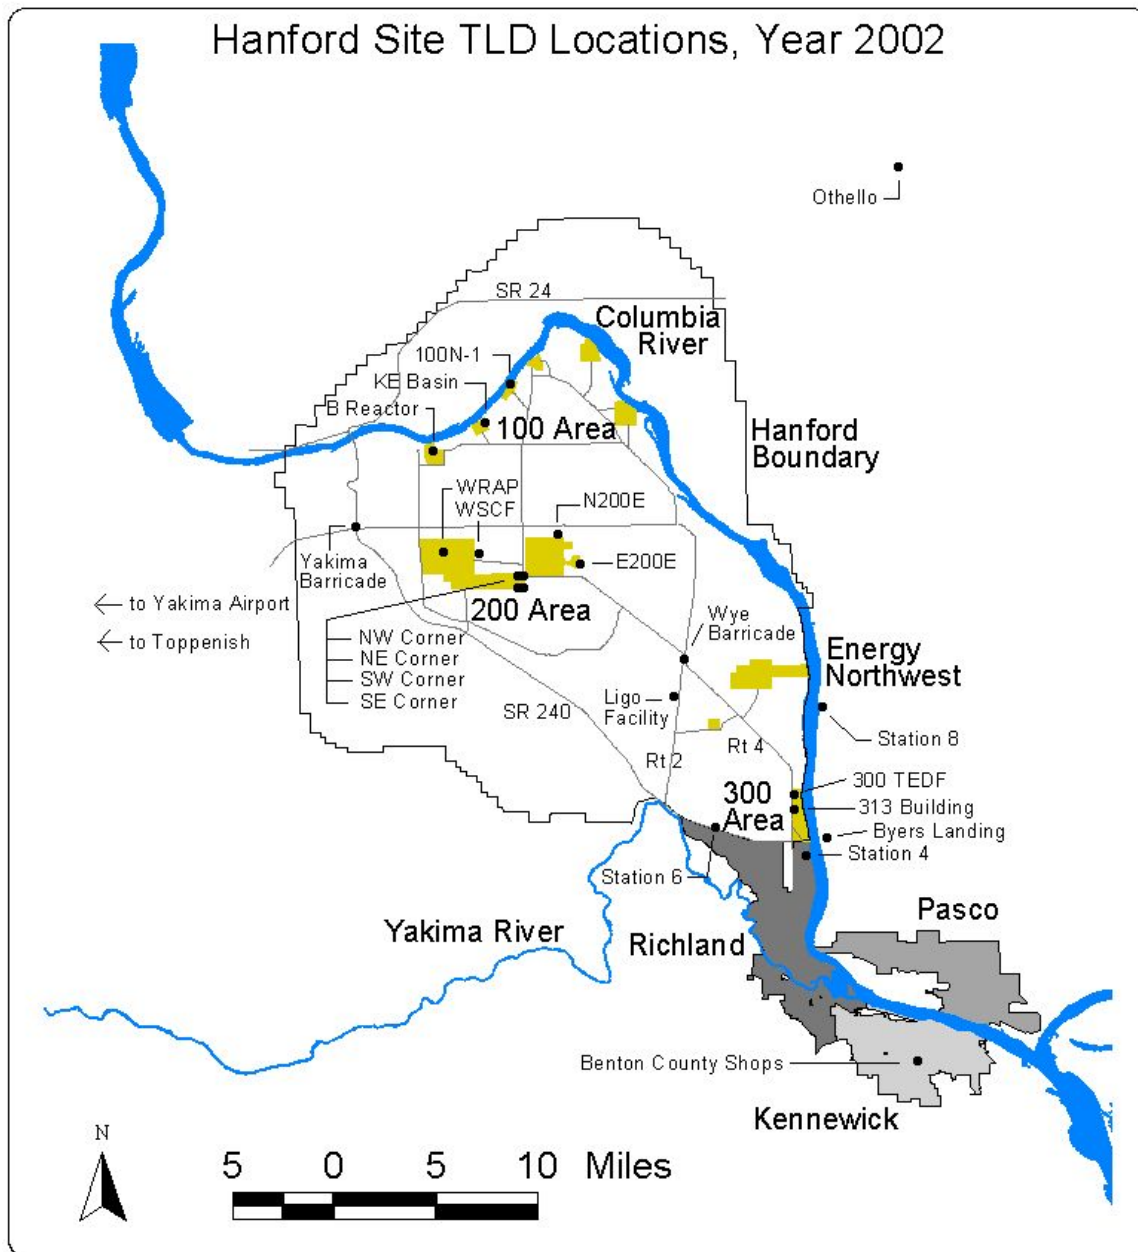 Hanford Site TLD Locations, Year 2002
Othello
SR 24
Columbia
River
100N-1
KE Basin
B Reactor
100 Area
Hanford
Boundary
WRAP
WSCF
N200E
Yakima
Barricade
E200E
← to Yakima Airport
200 Area
Wye
Barricade
← to Toppenish
NW Corner
NE Corner
SW Corner
SE Corner
Energy
Northwest
Ligo
Facility
SR 240
Station 8
Rt 2
Rt 4
300 TEDF
300
Area
313 Building
Byers Landing
Station 4
Station 6
Pasco
Yakima River
Richland
Benton County Shops
Kennewick
N
5 0 5 10 Miles